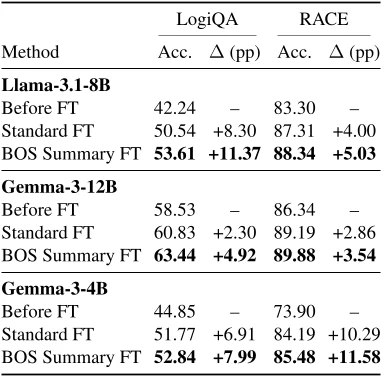 LogiQA RACE
Method Acc. Δ (pp) Acc. Δ (pp)
Llama-3.1-8B
Before FT 42.24 – 83.30 –
Standard FT 50.54 +8.30 87.31 +4.00
BOS Summary FT 53.61 +11.37 88.34 +5.03
Gemma-3-12B
Before FT 58.53 – 86.34 –
Standard FT 60.83 +2.30 89.19 +2.86
BOS Summary FT 63.44 +4.92 89.88 +3.54
Gemma-3-4B
Before FT 44.85 – 73.90 –
Standard FT 51.77 +6.91 84.19 +10.29
BOS Summary FT 52.84 +7.99 85.48 +11.58